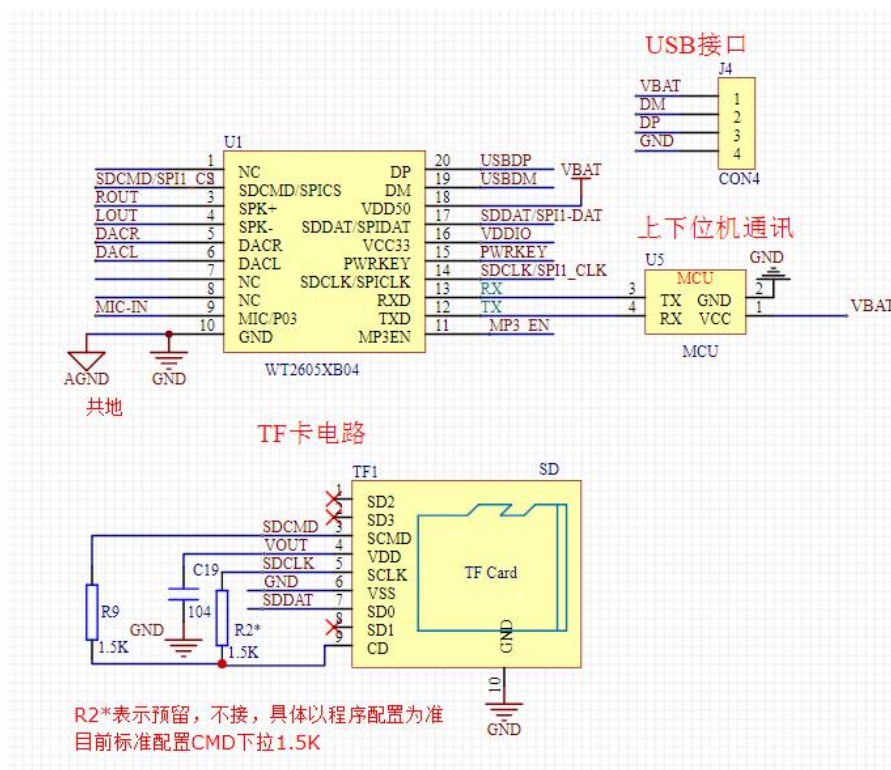 USB接口
J4
VBAT 1
DM 2
DP 3
GND 4
CON4
U1
1 NC DP 20 USBDP
SDCMD/SPI1_CS 2 SDCMD/SPICS DM 19 USBDM
VBAT
ROUT 3 SPK+ VDD50 18
LOUT 4 SPK- SDDAT/SPIDAT 17 SDDAT/SPI1-DAT
DACR 5 DACR VCC33 16 VDDIO
DACL 6 DACL PWRKEY 15 PWRKEY
7 NC SDCLK/SPICLK 14 SDCLK/SPI1_CLK
8 NC RXD 13 RX
MIC-IN 9 MIC/P03 TXD 12 TX
10 GND MP3EN 11 MP3 EN
WT2605XB04
AGND
GND
共地
上下位机通讯
U5
MCU
GND
3 TX GND 2
4 RX VCC 1
VBAT
MCU
TF卡电路
TF1
SD
1 SD2
2 SD3
SDCMD 3 SCMD
VOUT 4 VDD
SDCLK 5 SCLK
GND 6 VSS
SDDAT 7 SD0
8 SD1
9 CD
TF Card
GND
10
GND
C19
104
GND
R9
1.5K
R2*
1.5K
R2*表示预留，不接，具体以程序配置为准
目前标准配置CMD下拉1.5K